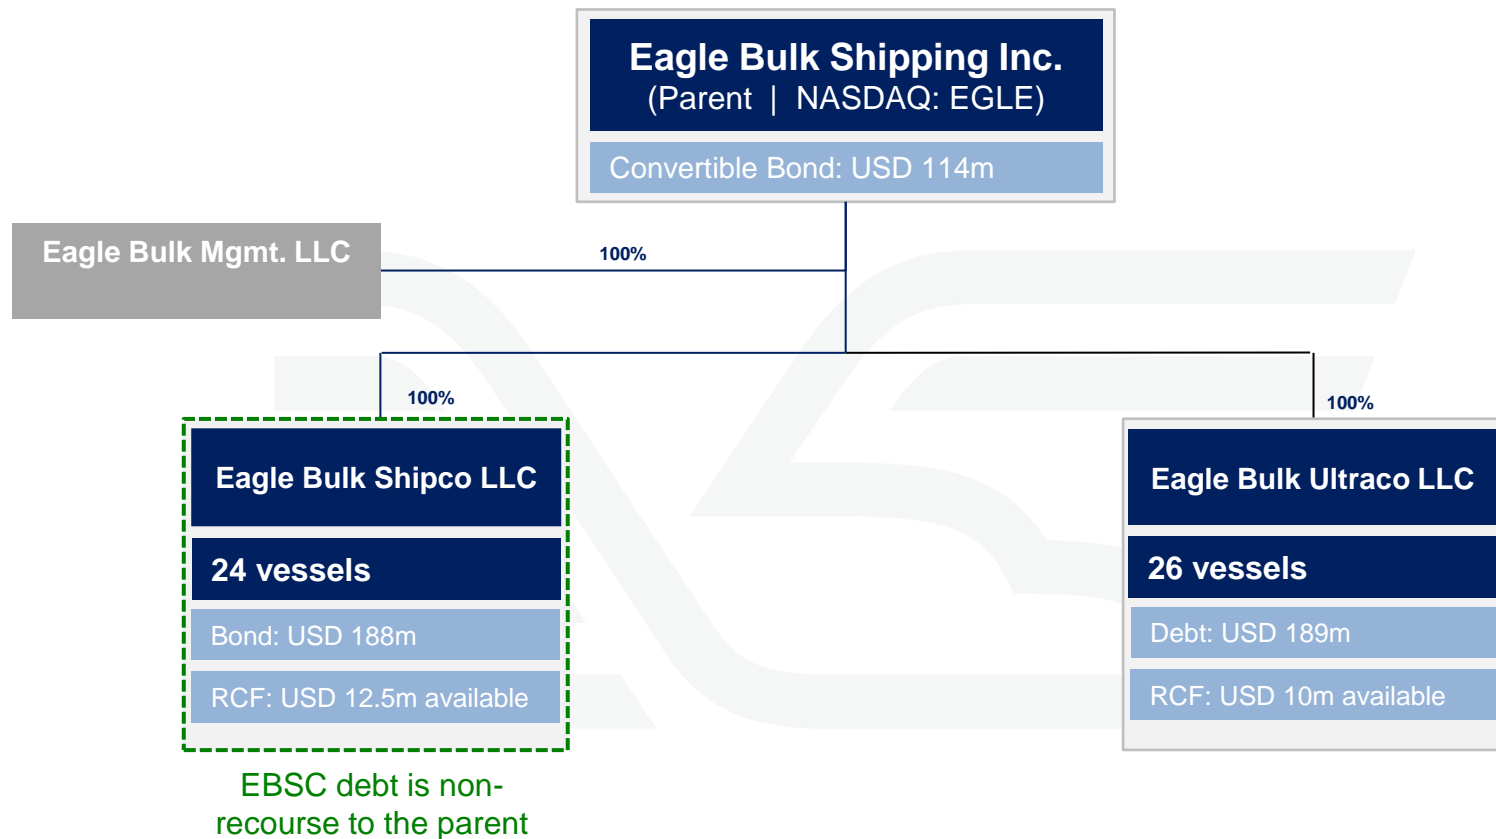 Eagle Bulk Shipping Inc.
(Parent | NASDAQ: EGLE)
Convertible Bond: USD 114m
Eagle Bulk Mgmt. LLC
100%
100%
100%
Eagle Bulk Shipco LLC
24 vessels
Bond: USD 188m
RCF: USD 12.5m available
EBSC debt is non-
recourse to the parent
Eagle Bulk Ultraco LLC
26 vessels
Debt: USD 189m
RCF: USD 10m available